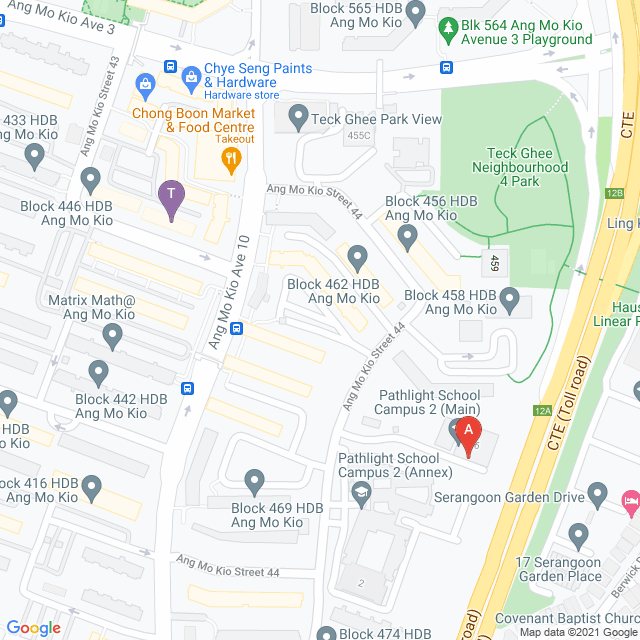 Ang Mo Kio Ave 3
Block 565 HDB
Ang Mo Kio
Blk 564 Ang Mo Kio
Avenue 3 Playground
Ang Mo Kio Street 43
Chye Seng Paints
& Hardware
Hardware store
Chong Boon Market
& Food Centre
Takeout
Teck Ghee Park View
455C
CTE
433 HDB
Mo Kio
Teck Ghee
Neighbourhood
4 Park
12B
T
Ang Mo Kio Street 44
Block 446 HDB
Ang Mo Kio
Block 456 HDB
Ang Mo Kio
Ling
459
Ang Mo Kio Ave 10
Block 462 HDB
Ang Mo Kio
Block 458 HDB
Ang Mo Kio
Matrix Math@
Ang Mo Kio
Haus
Linear
Ang Mo Kio Street 44
CTE (Toll road)
Block 442 HDB
Ang Mo Kio
Pathlight School
Campus 2 (Main)
12A
A
HDB
Kio
Pathlight School
Campus 2 (Annex)
Block 416 HDB
Ang Mo Kio
Block 469 HDB
Ang Mo Kio
Serangoon Garden Drive
17 Serangoon
Garden Place
Ang Mo Kio Street 44
2
Berwick
Covenant Baptist Church
Google
Block 474 HDB
road)
Map data ©2021 Google